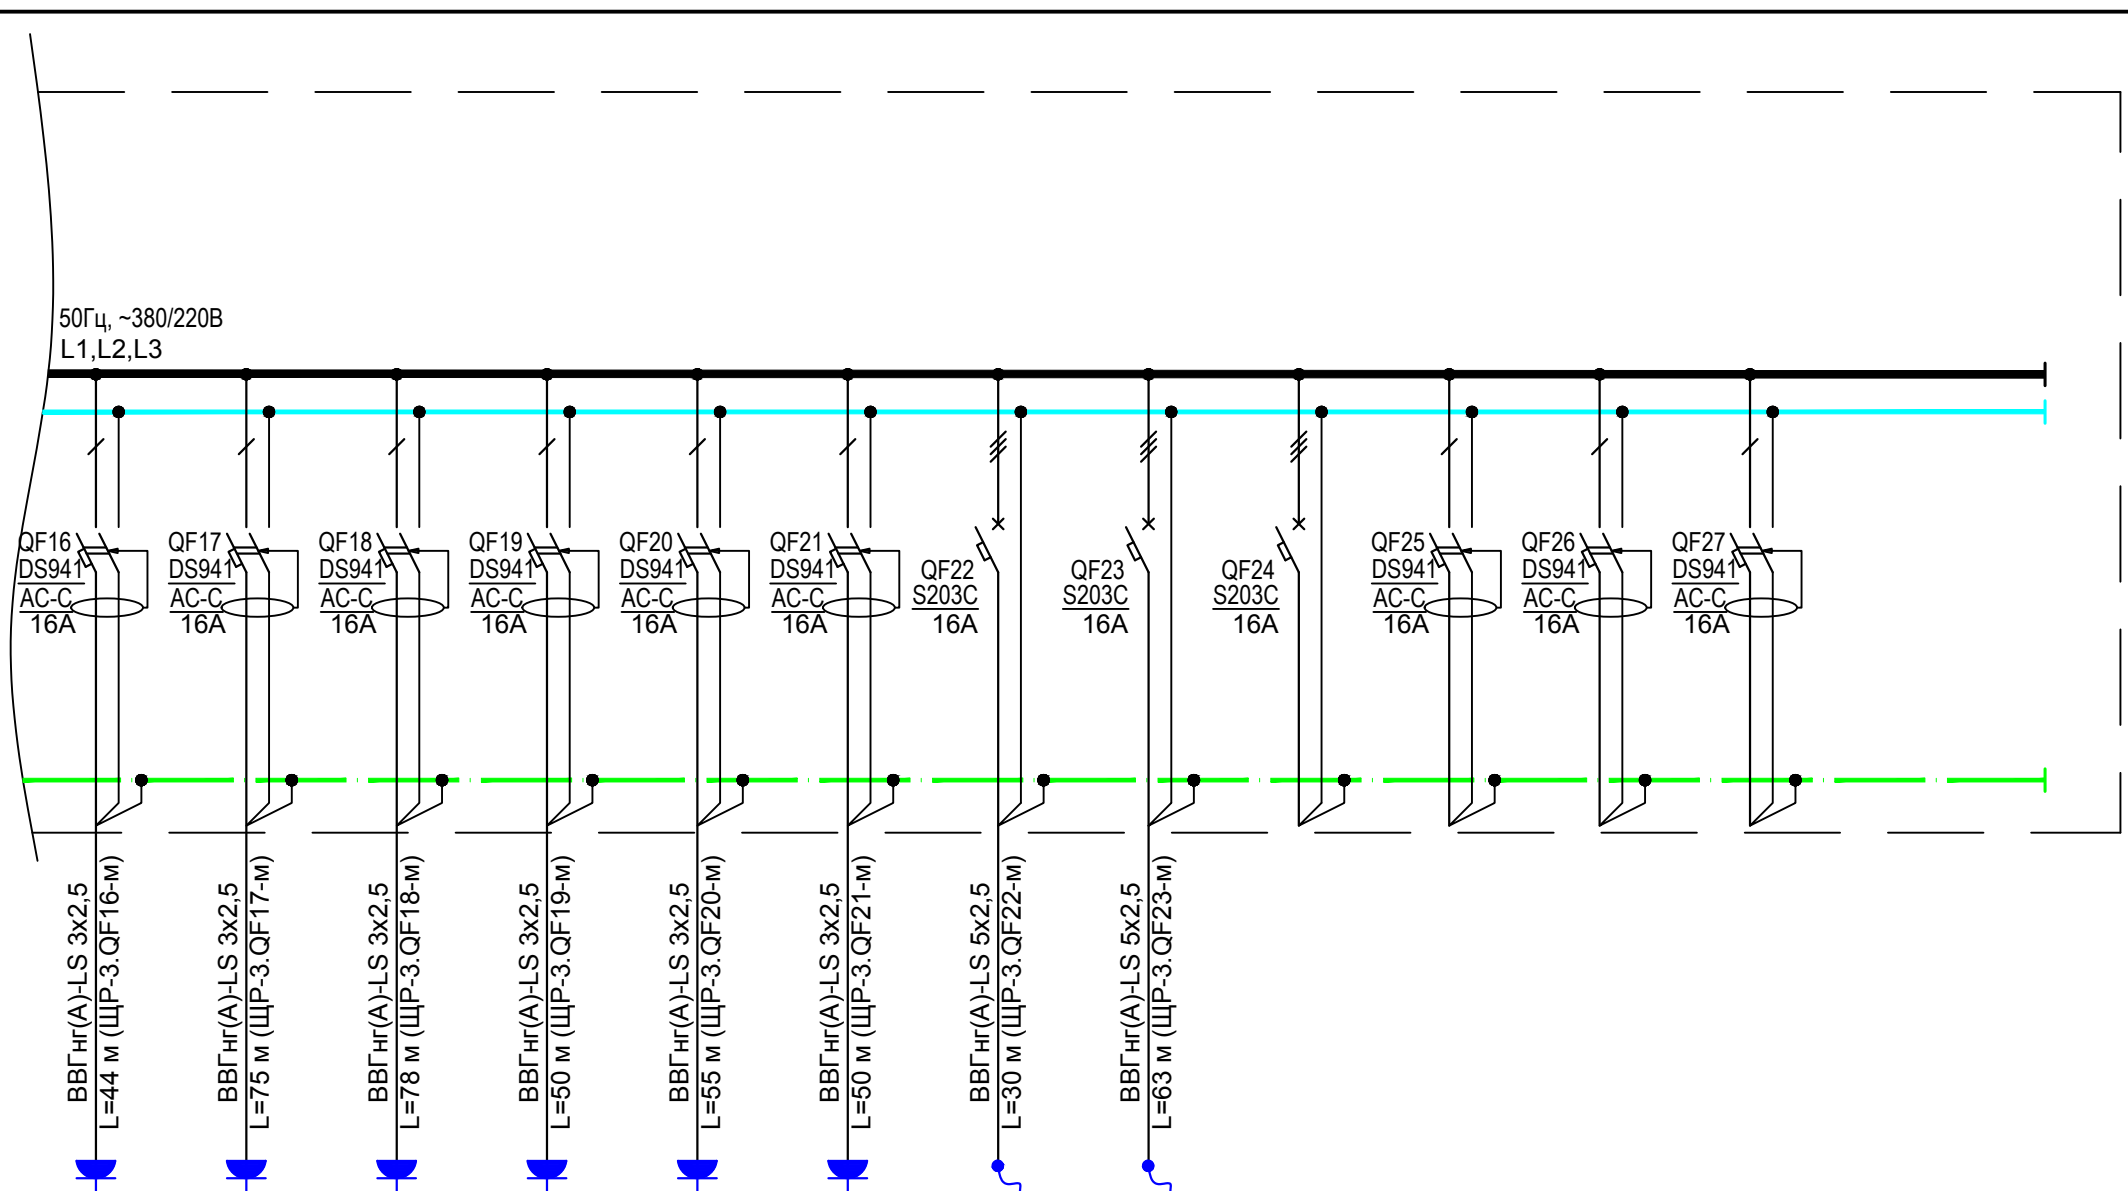 50Гц, ~380/220В
L1,L2,L3
QF16
DS941
AC-C
16A
QF17
DS941
AC-C
16A
QF18
DS941
AC-C
16A
QF19
DS941
AC-C
16A
QF20
DS941
AC-C
16A
QF21
DS941
AC-C
16A
QF22
S203C
16A
QF23
S203C
16A
QF24
S203C
16A
QF25
DS941
AC-C
16A
QF26
DS941
AC-C
16A
QF27
DS941
AC-C
16A
ВВГнг(А)-LS 3х2,5
L=44 м (ЩР-3.QF16-м)
ВВГнг(А)-LS 3х2,5
L=75 м (ЩР-3.QF17-м)
ВВГнг(А)-LS 3х2,5
L=78 м (ЩР-3.QF18-м)
ВВГнг(А)-LS 3х2,5
L=50 м (ЩР-3.QF19-м)
ВВГнг(А)-LS 3х2,5
L=55 м (ЩР-3.QF20-м)
ВВГнг(А)-LS 3х2,5
L=50 м (ЩР-3.QF21-м)
ВВГнг(А)-LS 5х2,5
L=30 м (ЩР-3.QF22-м)
ВВГнг(А)-LS 5х2,5
L=63 м (ЩР-3.QF23-м)